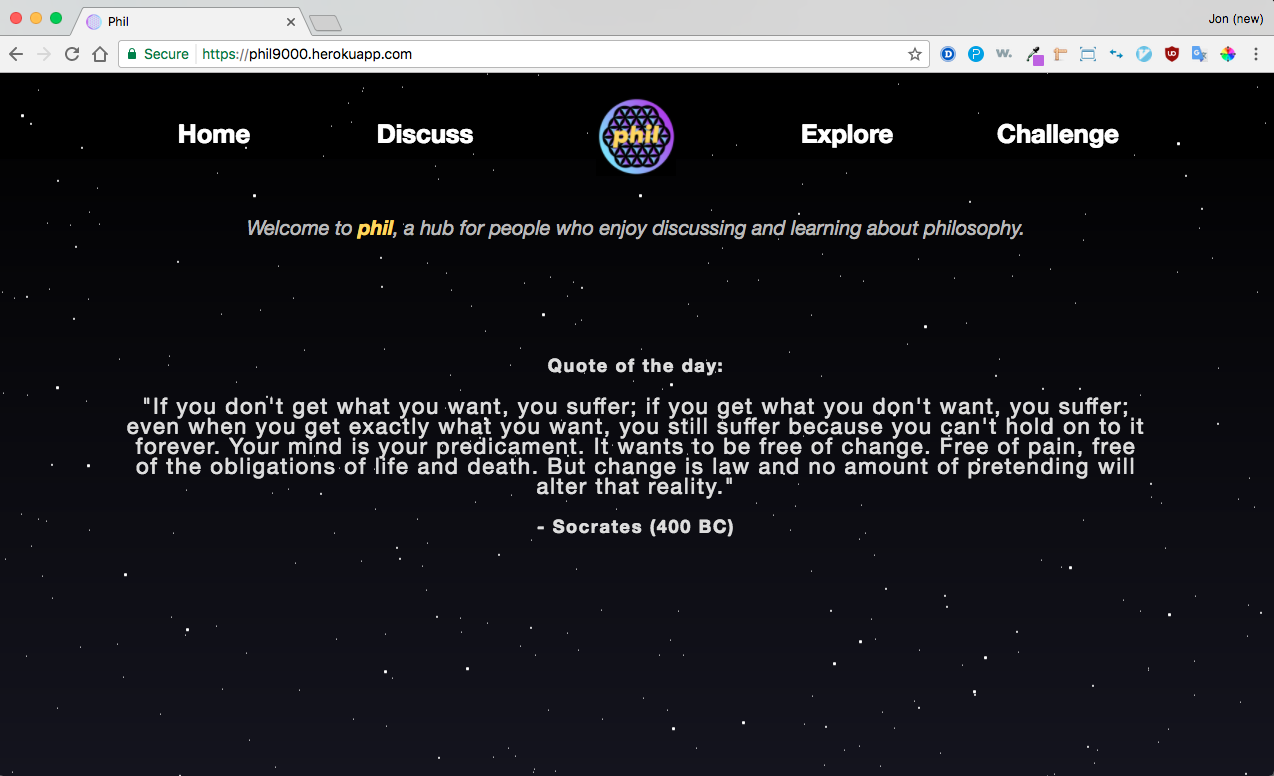 Phil
Jon (new)
Secure https://phil9000.herokuapp.com
Home Discuss phil Explore Challenge
Welcome to phil, a hub for people who enjoy discussing and learning about philosophy.
Quote of the day:
"If you don't get what you want, you suffer; if you get what you don't want, you suffer;
even when you get exactly what you want, you still suffer because you can't hold on to it
forever. Your mind is your predicament. It wants to be free of change. Free of pain, free
of the obligations of life and death. But change is law and no amount of pretending will
alter that reality."
- Socrates (400 BC)